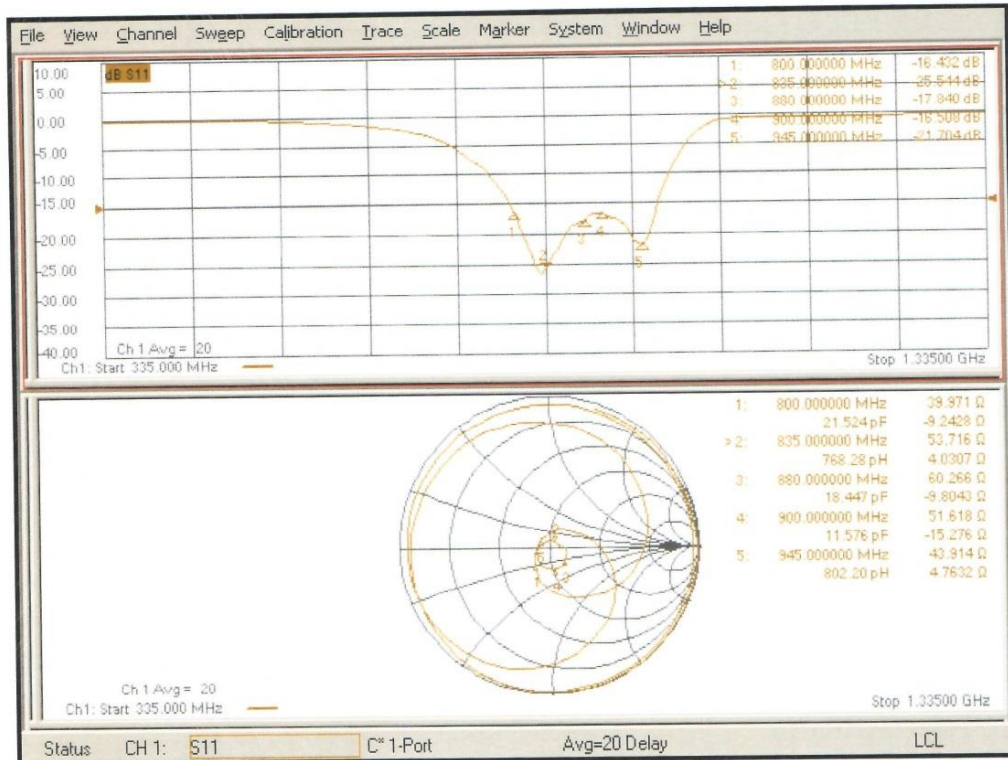 File View Channel Sweep Calibration Trace Scale Marker System Window Help
10.00
5.00
0.00
-5.00
-10.00
-15.00
-20.00
-25.00
-30.00
-35.00
-40.00
dB S11
1: 800.000000 MHz -16.432 dB
>2: 835.000000 MHz -25.544 dB
3: 880.000000 MHz -17.840 dB
4: 900.000000 MHz -16.508 dB
5: 945.000000 MHz -21.704 dB
1
2
3
4
5
Ch 1 Avg = 20
Ch1: Start 335.000 MHz
Stop 1.33500 GHz
1: 800.000000 MHz 39.971 Ω
21.524 pF -9.2428 Ω
>2: 835.000000 MHz 53.716 Ω
768.28 pH 4.0307 Ω
3: 880.000000 MHz 60.266 Ω
18.447 pF -9.8043 Ω
4: 900.000000 MHz 51.618 Ω
11.576 pF -15.276 Ω
5: 945.000000 MHz 43.914 Ω
802.20 pH 4.7632 Ω
Ch 1 Avg = 20
Ch1: Start 335.000 MHz
Stop 1.33500 GHz
Status CH 1: S11 C* 1-Port Avg=20 Delay LCL